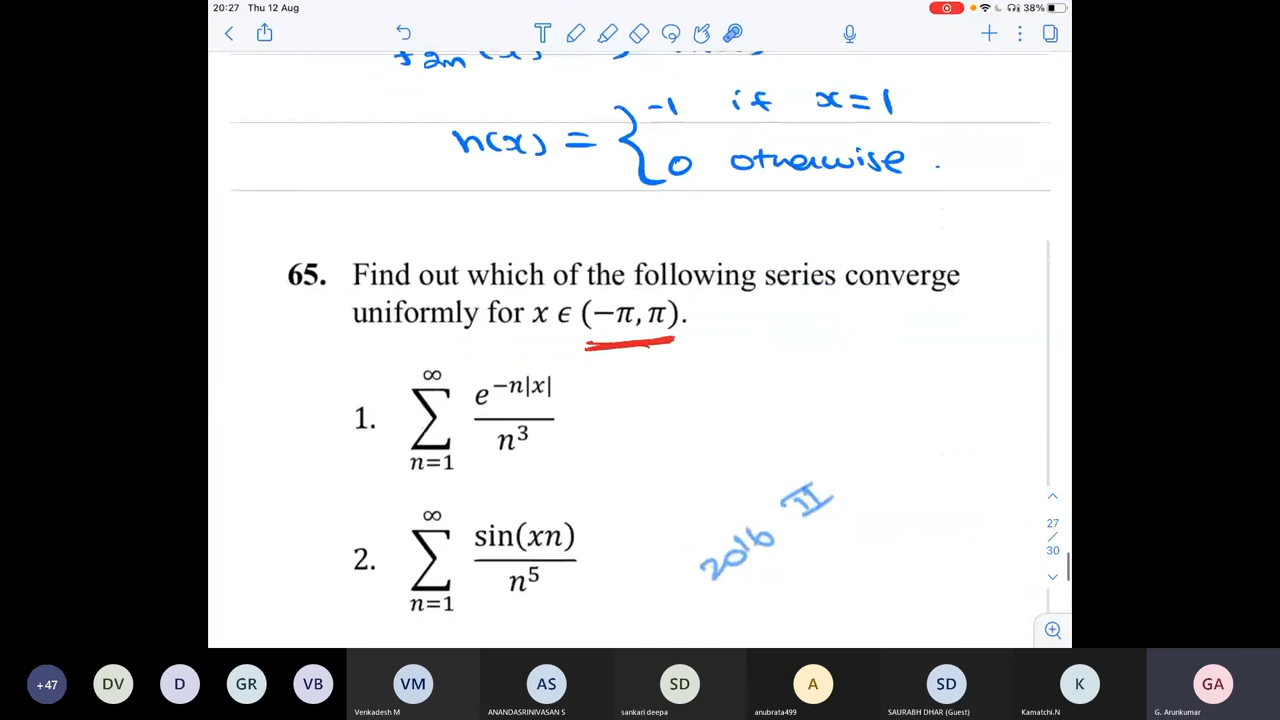 20:27 Thu 12 Aug
38%
h(x) = { -1 if x=1
0 otherwise .
65. Find out which of the following series converge
uniformly for x ϵ (−π, π).
1. ∑_{n=1}^{∞} e^{−n|x|} / n^3
2. ∑_{n=1}^{∞} sin(xn) / n^5
2016 II
27
/
30
+47 DV D GR VB VM AS SD A SD K GA
Venkadesh M ANANDASRINIVASAN S sankari deepa anubrata499 SAURABH DHAR (Guest) Kamatchi.N G. Arunkumar